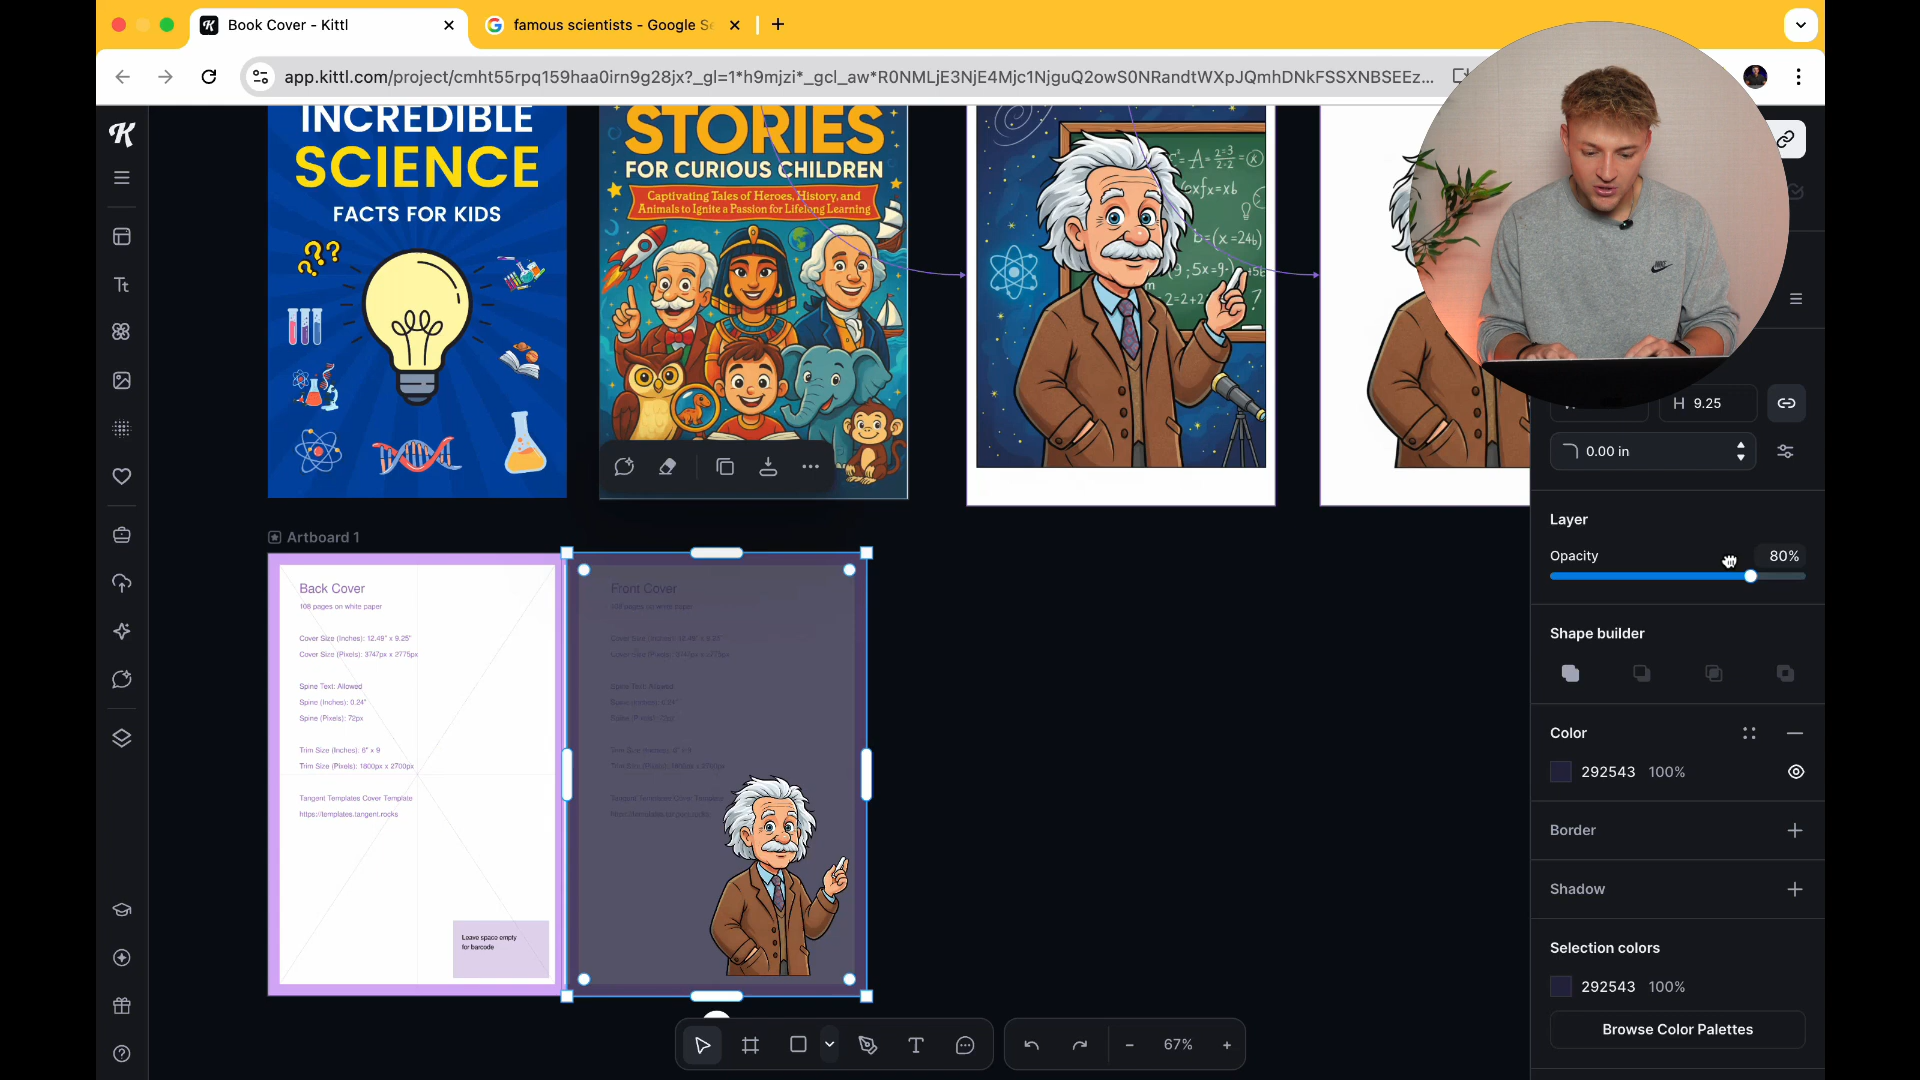 Book Cover - Kittl
famous scientists - Google Se
app.kittl.com/project/cmht55rpq159haa0irn9g28jx?_gl=1*h9mjzi*_gcl_aw*R0NMLjE3NjE4Mjc1NjguQ2owS0NRandtWXpJQmhDNkFSSXNBSEEz...
INCREDIBLE
SCIENCE
FACTS FOR KIDS
STORIES
FOR CURIOUS CHILDREN
Captivating Tales of Heroes, History, and
Animals to Ignite a Passion for Lifelong Learning
Artboard 1
Back Cover
108 pages on white paper
Cover Size (Inches): 12.49" x 9.25"
Cover Size (Pixels): 3747px x 2775px
Spine Text: Allowed
Spine (Inches): 0.24"
Spine (Pixels): 72px
Trim Size (Inches): 6" x 9
Trim Size (Pixels): 1800px x 2700px
Tangent Templates Cover Template
https://templates.tangent.rocks
Leave space empty
for barcode
Front Cover
H 9.25
0.00 in
Layer
Opacity
80%
Shape builder
Color
292543 100%
Border
Shadow
Selection colors
292543 100%
Browse Color Palettes
67%